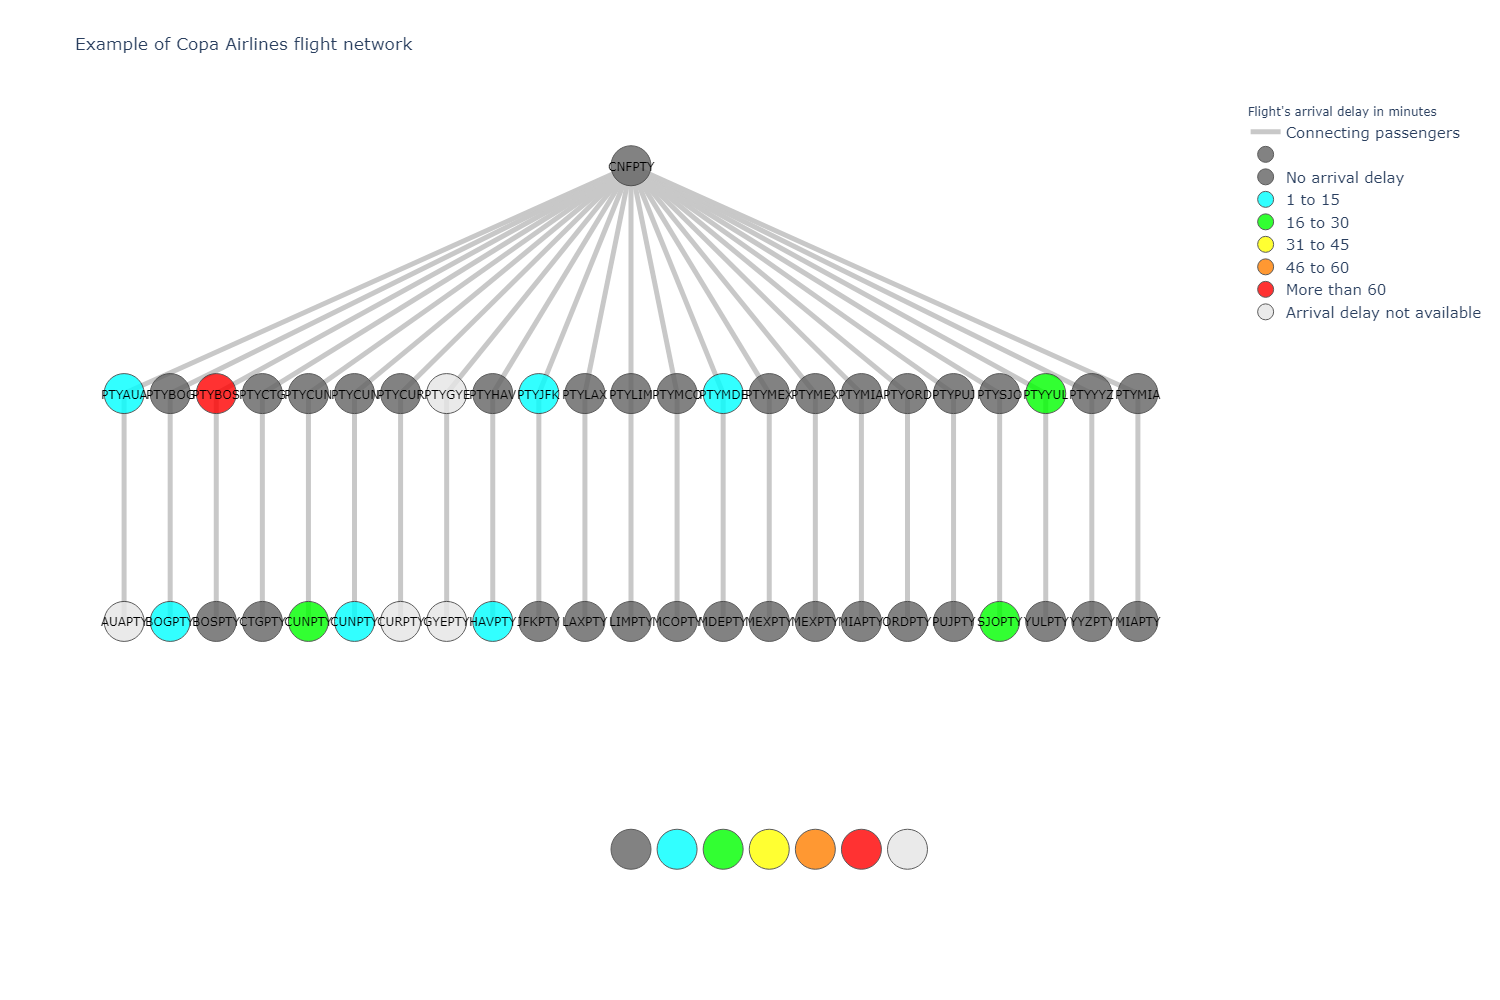 Example of Copa Airlines flight network
Flight's arrival delay in minutes
Connecting passengers
No arrival delay
1 to 15
16 to 30
31 to 45
46 to 60
More than 60
Arrival delay not available
CNFPTY
PTYAUA PTYBOG PTYBOS PTYCTG PTYCUN PTYCUN PTYCUR PTYGYE PTYHAV PTYJFK PTYLAX PTYLIM PTYMCO PTYMDE PTYMEX PTYMEX PTYMIA PTYORD PTYPUJ PTYSJO PTYYUL PTYYYZ PTYMIA
AUAPTY BOGPTY BOSPTY CTGPTY CUNPTY CUNPTY CURPTY GYEPTY HAVPTY JFKPTY LAXPTY LIMPTY MCOPTY MDEPTY MEXPTY MEXPTY MIAPTY ORDPTY PUJPTY SJOPTY YULPTY YYZPTY MIAPTY